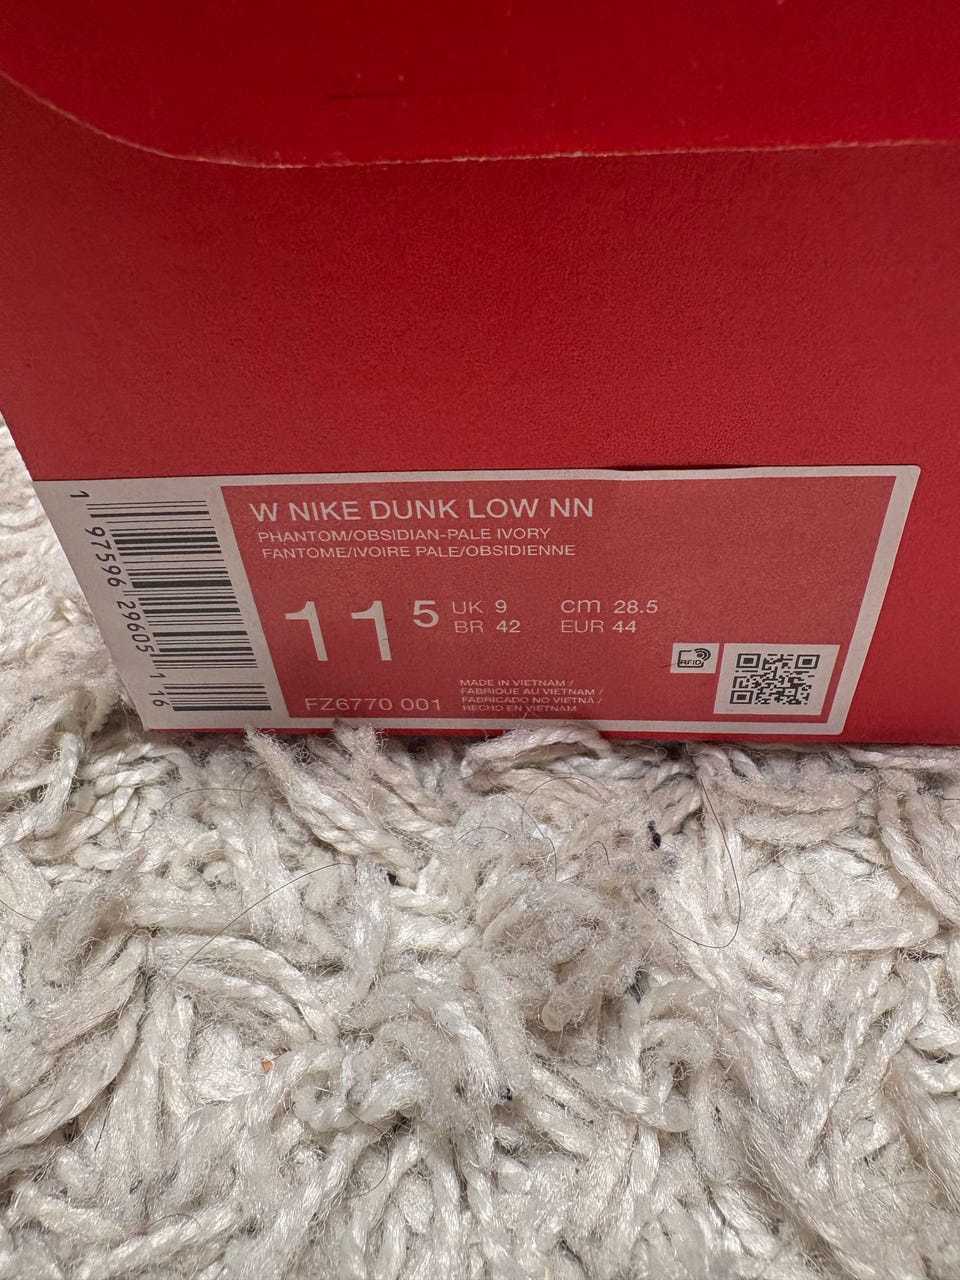 W NIKE DUNK LOW NN
PHANTOM/OBSIDIAN-PALE IVORY
FANTOME/IVOIRE PALE/OBSIDIENNE
11 5
UK 9 cm 28.5
BR 42 EUR 44
RFID
MADE IN VIETNAM /
FABRIQUE AU VIETNAM /
FABRICADO NO VIETNÃ /
HECHO EN VIETNAM
FZ6770 001
1 97596 29605 1 16